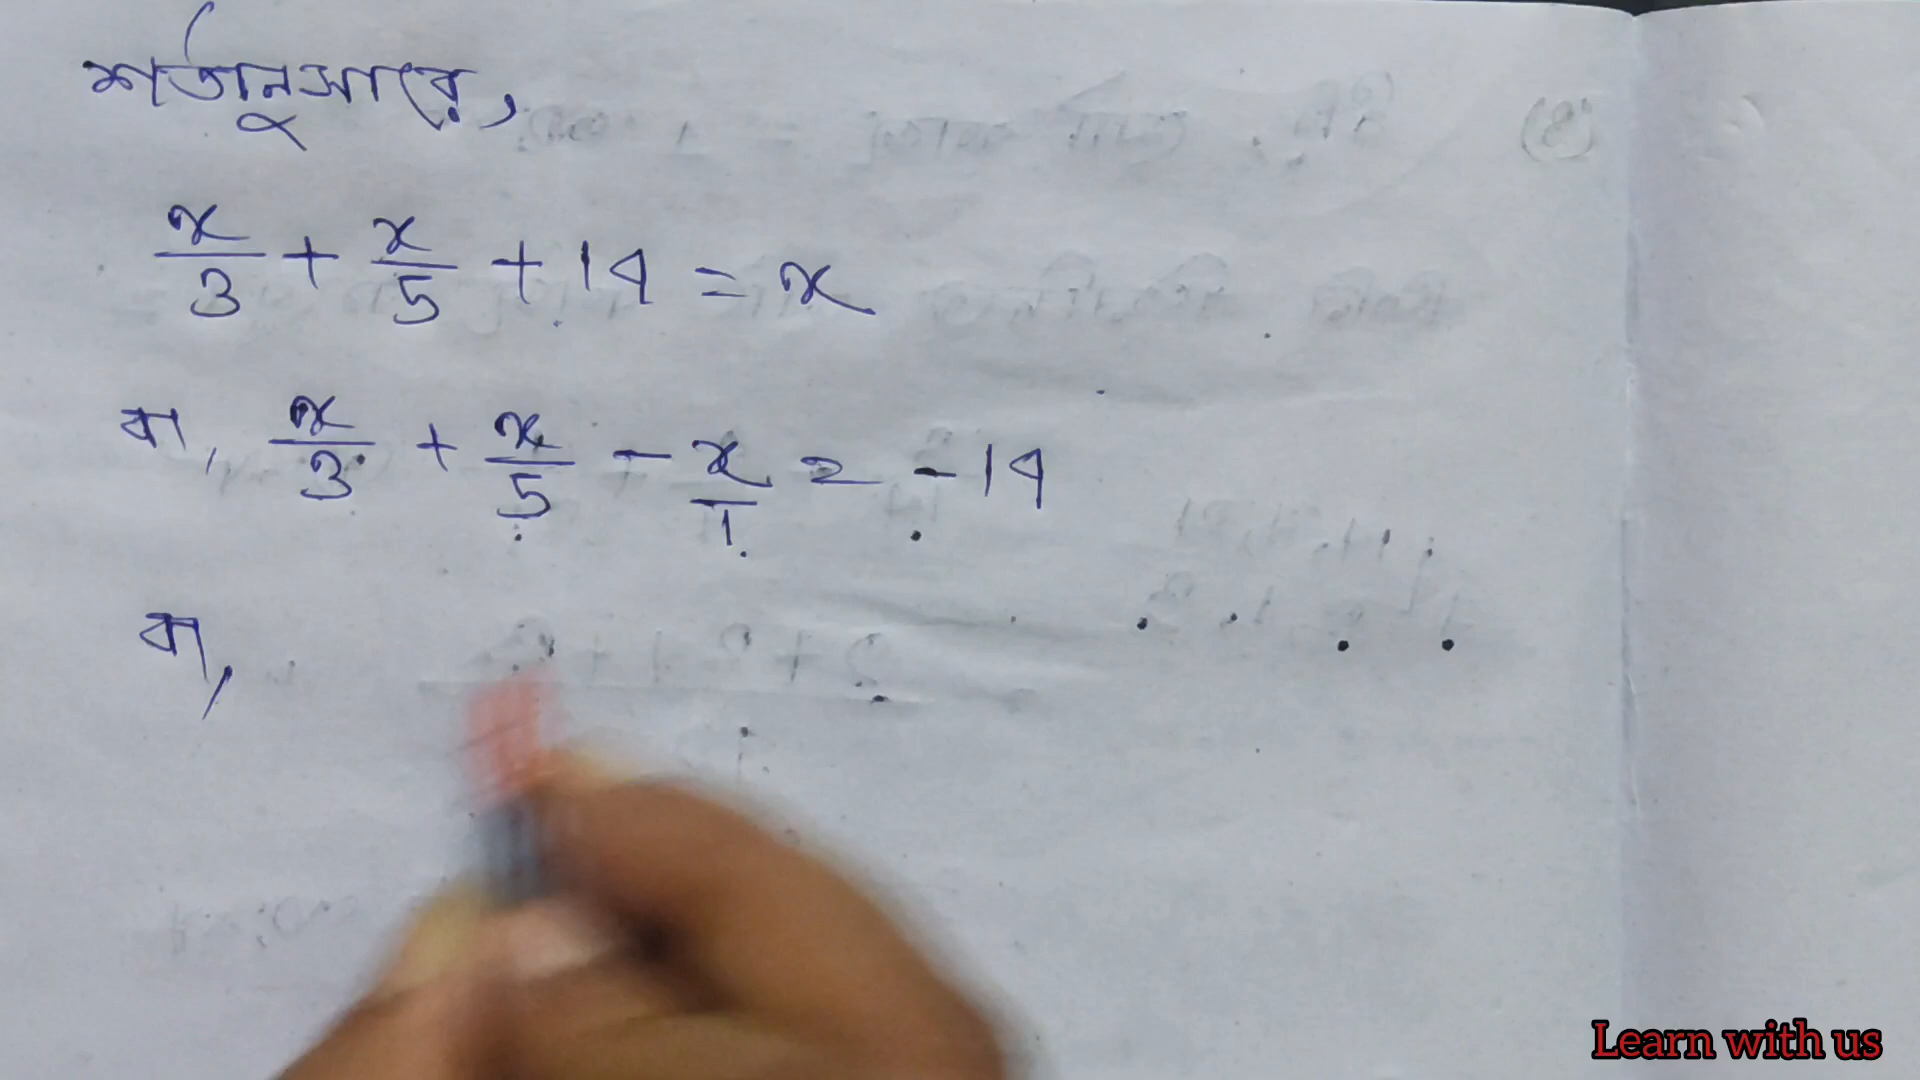 শর্তানুসারে,
x/3 + x/5 + 14 = x
বা, x/3 + x/5 - x/1 = -14
বা,
Learn with us